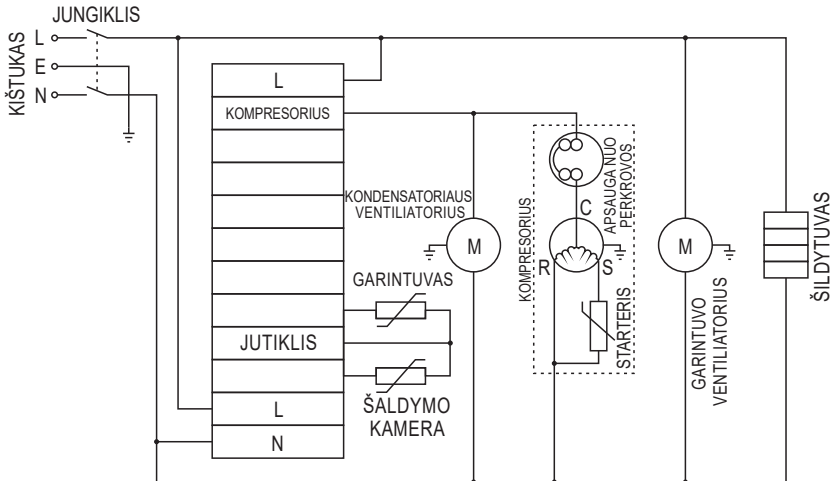 JUNGIKLIS
KIŠTUKAS
L
E
N
L
KOMPRESORIUS
JUTIKLIS
L
N
KONDENSATORIAUS
VENTILIATORIUS
M
GARINTUVAS
ŠALDYMO
KAMERA
KOMPRESORIUS
APSAUGA NUO
PERKROVOS
C
R
S
STARTERIS
M
GARINTUVO
VENTILIATORIUS
ŠILDYTUVAS